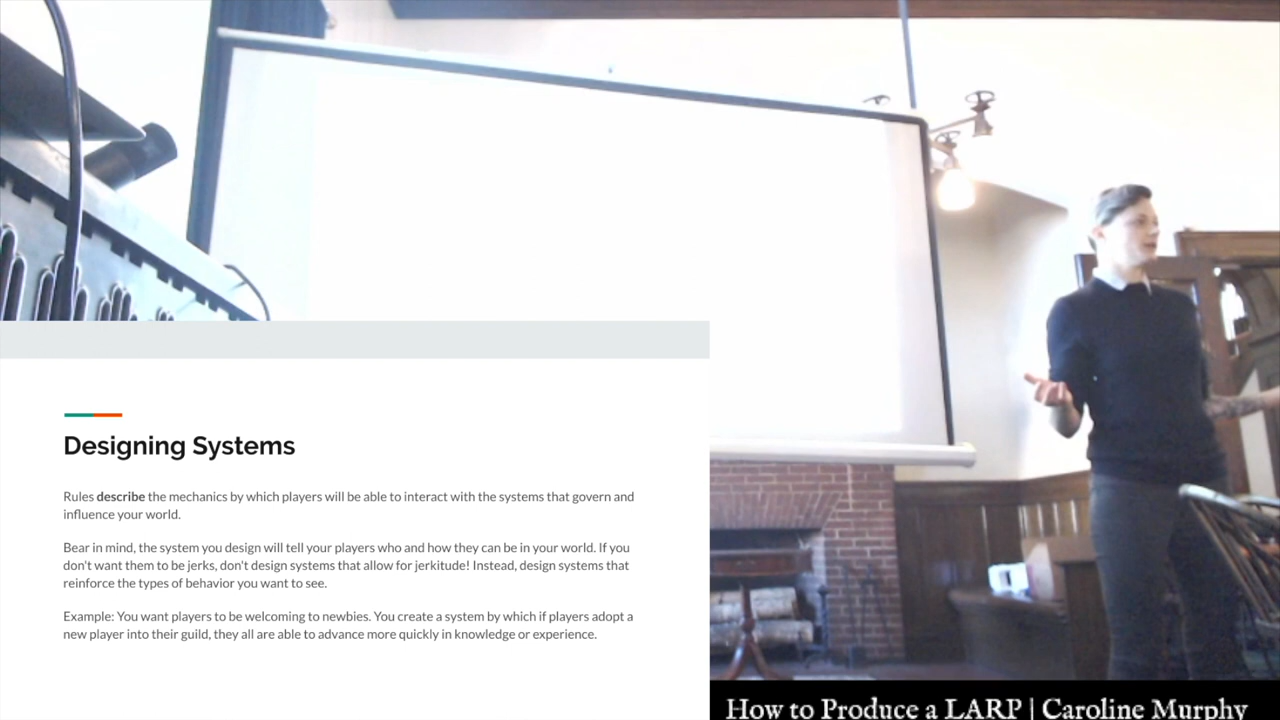 Designing Systems
Rules describe the mechanics by which players will be able to interact with the systems that govern and
influence your world.
Bear in mind, the system you design will tell your players who and how they can be in your world. If you
don't want them to be jerks, don't design systems that allow for jerkitude! Instead, design systems that
reinforce the types of behavior you want to see.
Example: You want players to be welcoming to newbies. You create a system by which if players adopt a
new player into their guild, they all are able to advance more quickly in knowledge or experience.
How to Produce a LARP | Caroline Murphy